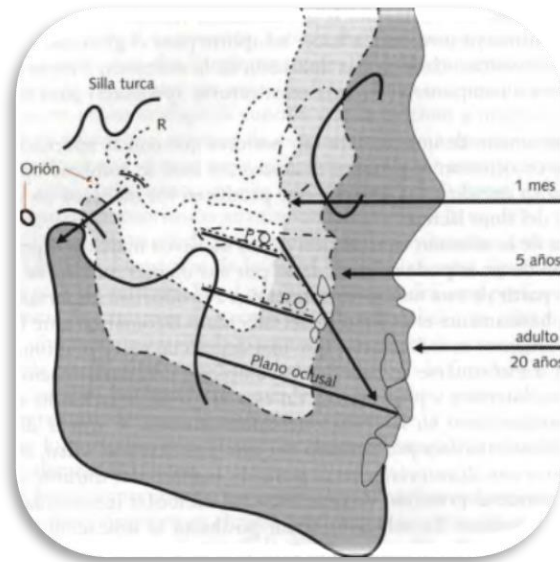 Silla turca
R
Orión
1 mes
P.O.
5 años
P.O
adulto
20 años
Plano oclusal